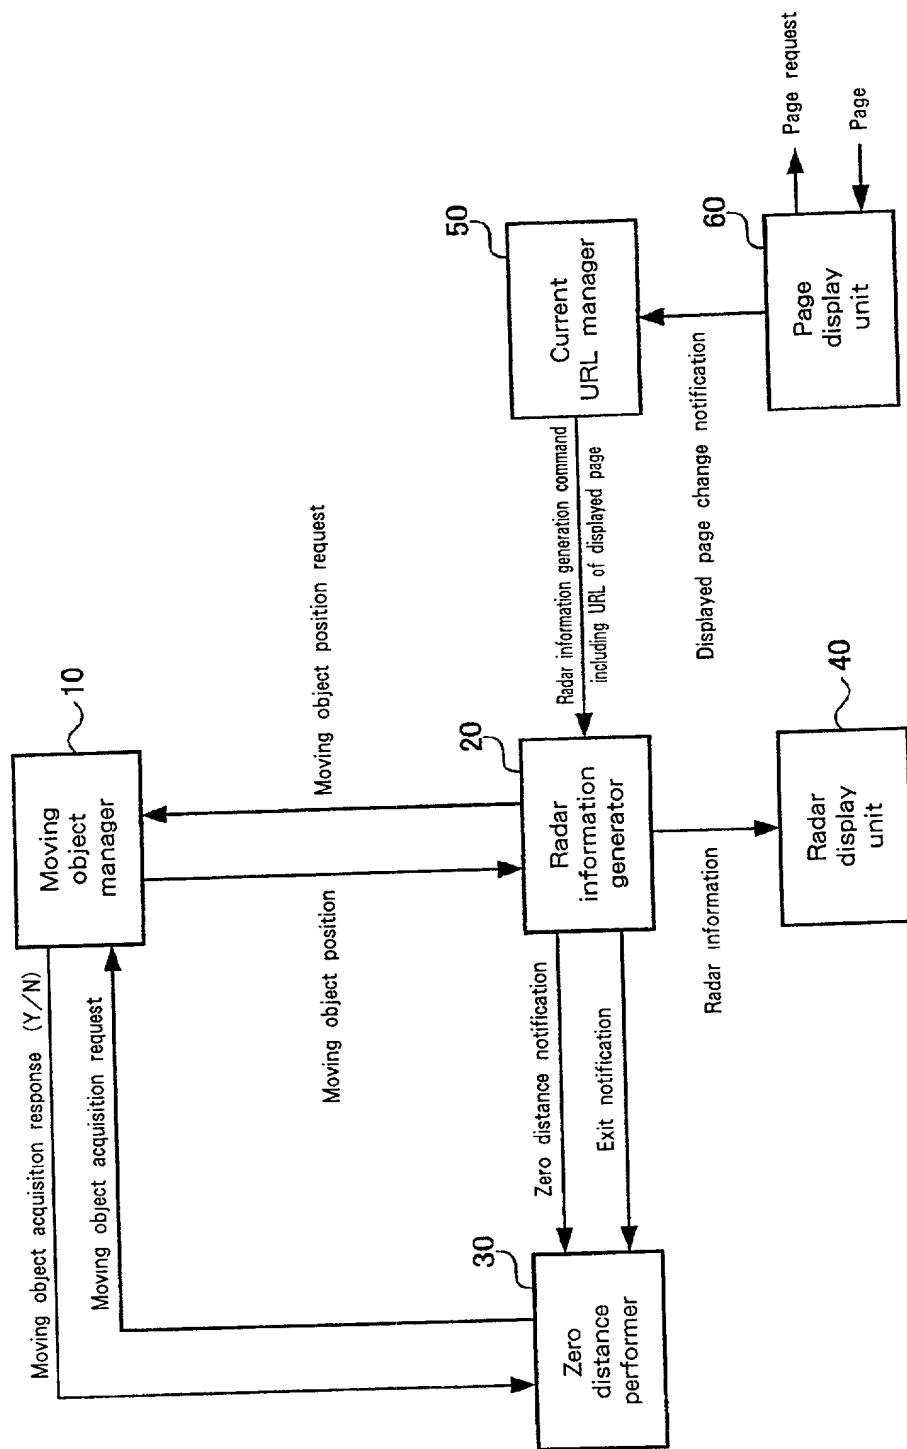 Moving object acquisition response (Y/N)
Moving object acquisition request
10
Moving
object
manager
Moving object position
Moving object position request
30
Zero
distance
performer
Zero distance notification
Exit notification
20
Radar
information
generator
Radar information generation command
including URL of displayed page
50
Current
URL manager
Radar information
40
Radar
display
unit
Displayed page change notification
60
Page
display
unit
Page request
Page